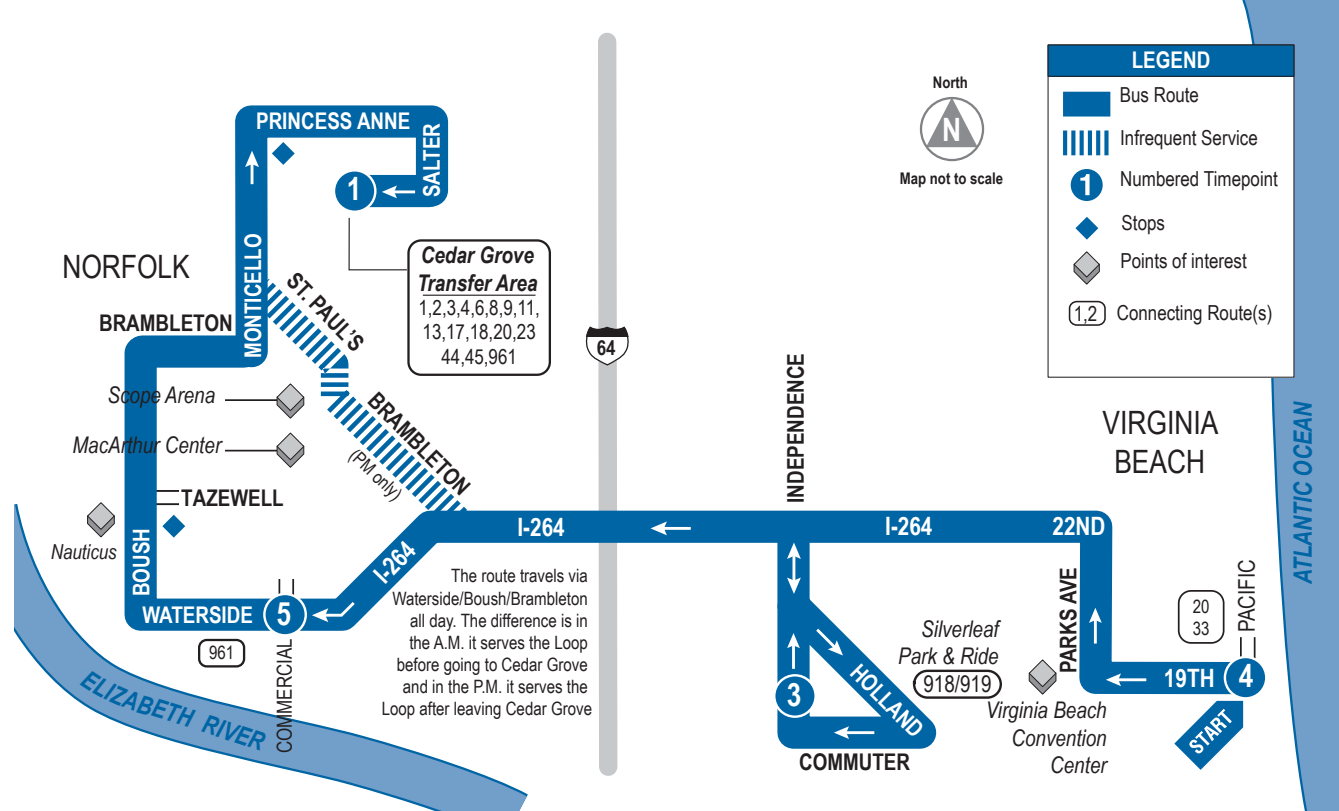 LEGEND
Bus Route
Infrequent Service
1
Numbered Timepoint
Stops
Points of interest
1,2
Connecting Route(s)
North
N
Map not to scale
PRINCESS ANNE
SALTER
1
MONTICELLO
NORFOLK
Cedar Grove
Transfer Area
1,2,3,4,6,8,9,11,
13,17,18,20,23
44,45,961
ST. PAUL'S
BRAMBLETON
64
Scope Arena
BRAMBLETON
(PM only)
MacArthur Center
TAZEWELL
Nauticus
BOUSH
INDEPENDENCE
VIRGINIA
BEACH
ATLANTIC OCEAN
I-264
I-264
22ND
I-264
The route travels via
Waterside/Boush/Brambleton
all day. The difference is in
the A.M. it serves the Loop
before going to Cedar Grove
and in the P.M. it serves the
Loop after leaving Cedar Grove
WATERSIDE
5
961
COMMERCIAL
ELIZABETH RIVER
HOLLAND
3
COMMUTER
Silverleaf
Park & Ride
918/919
PARKS AVE
Virginia Beach
Convention
Center
20
33
PACIFIC
19TH
4
START